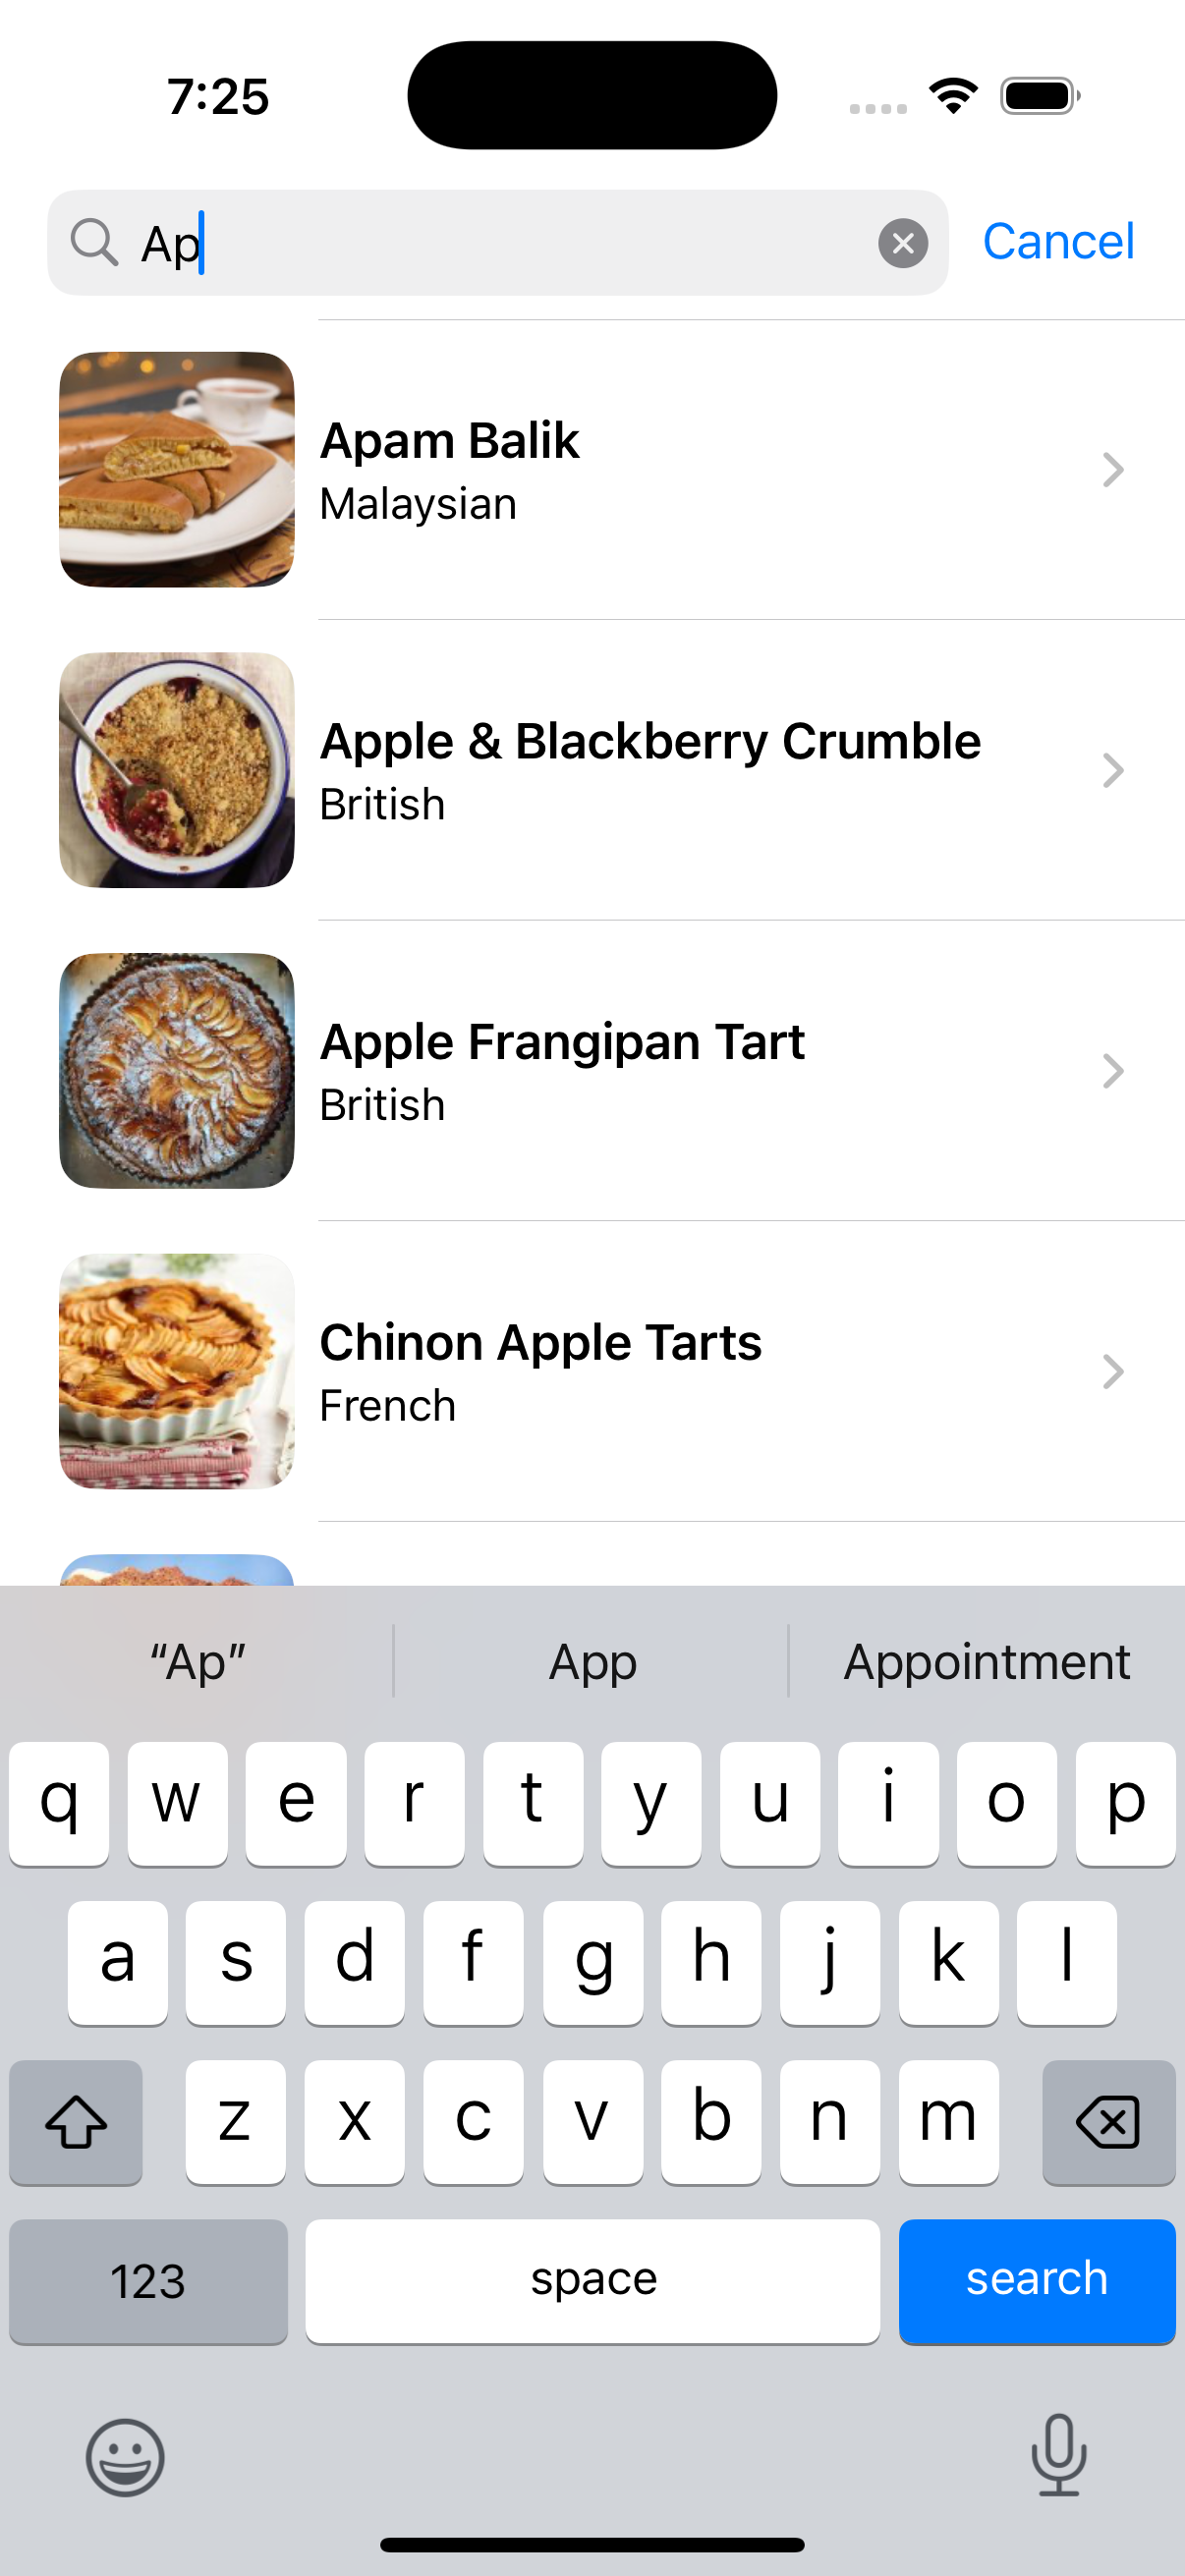 7:25
Ap
Cancel
Apam Balik
Malaysian
Apple & Blackberry Crumble
British
Apple Frangipan Tart
British
Chinon Apple Tarts
French
“Ap” App Appointment
q w e r t y u i o p
a s d f g h j k l
z x c v b n m
123 space search